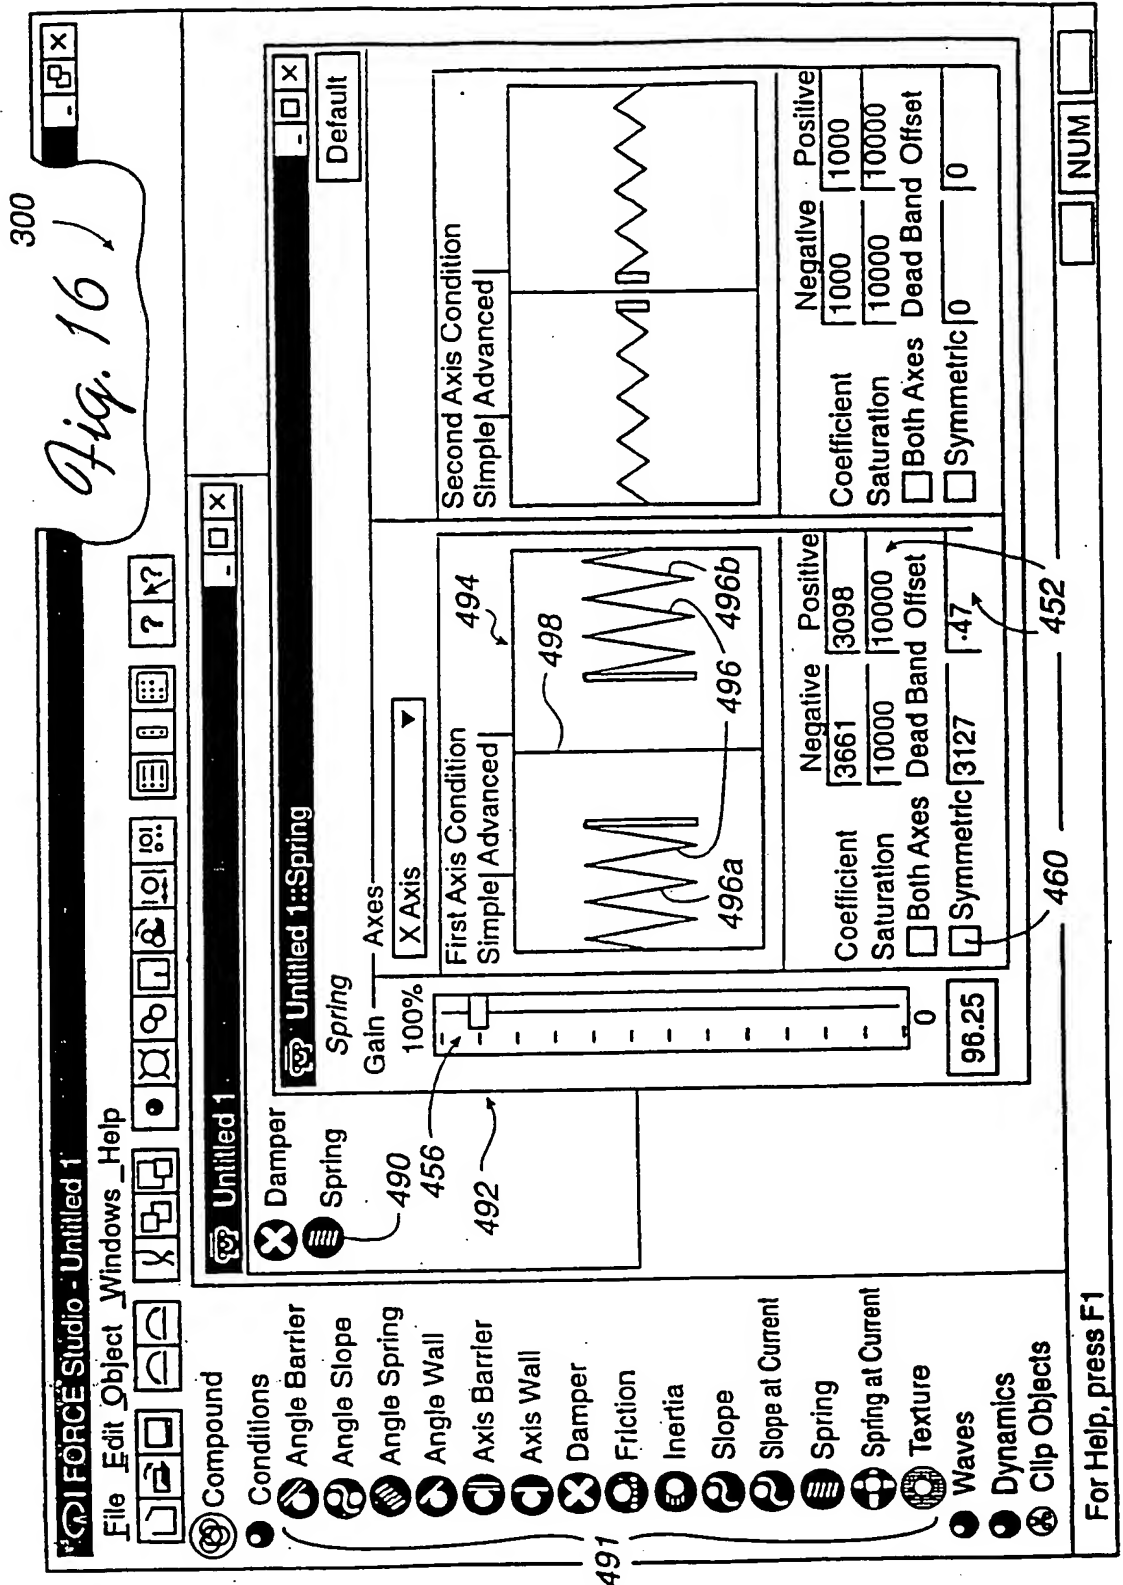 300
Fig. 16
I FORCE Studio - Untitled 1
File Edit Object Windows Help
? ?
Compound
Conditions
Angle Barrier
Angle Slope
Angle Spring
Angle Wall
Axis Barrier
Axis Wall
Damper
Friction
Inertia
Slope
Slope at Current
Spring
Spring at Current
Texture
Waves
Dynamics
Clip Objects
491
Untitled 1
Damper
Spring
490
456
492
Untitled 1::Spring
Default
Spring
Gain
100%
0
96.25
Axes
X Axis
First Axis Condition
Simple Advanced
494
498
496a
496
496b
Negative Positive
Coefficient 3661 3098
Saturation 10000 10000
Both Axes Dead Band Offset
Symmetric 3127 .47
460
452
Second Axis Condition
Simple Advanced
Negative Positive
Coefficient 1000 1000
Saturation 10000 10000
Both Axes Dead Band Offset
Symmetric 0 0
For Help, press F1
NUM